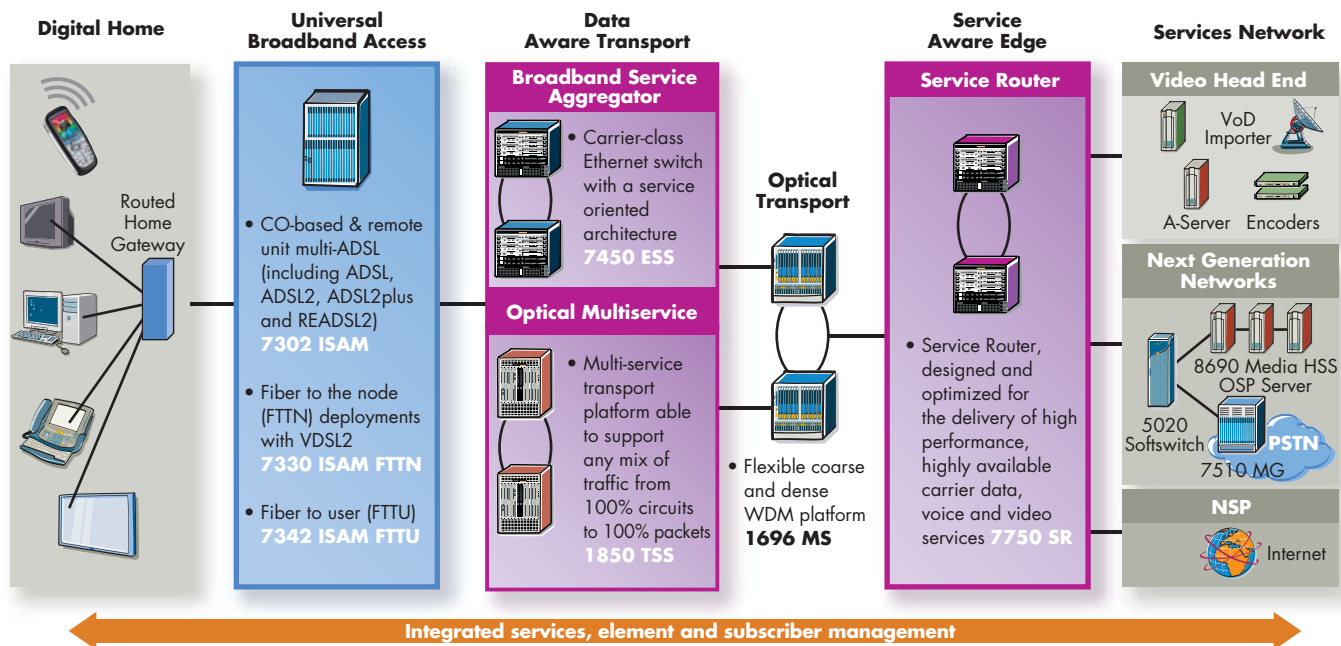 Digital Home
Routed
Home
Gateway
Universal
Broadband Access
• CO-based & remote
unit multi-ADSL
(including ADSL,
ADSL2, ADSL2plus
and READSL2)
7302 ISAM
• Fiber to the node
(FTTN) deployments
with VDSL2
7330 ISAM FTTN
• Fiber to user (FTTU)
7342 ISAM FTTU
Data
Aware Transport
Broadband Service
Aggregator
• Carrier-class
Ethernet switch
with a service
oriented
architecture
7450 ESS
Optical Multiservice
• Multi-service
transport
platform able
to support
any mix of
traffic from
100% circuits
to 100% packets
1850 TSS
Optical
Transport
• Flexible coarse
and dense
WDM platform
1696 MS
Service
Aware Edge
Service Router
• Service Router,
designed and
optimized for
the delivery of high
performance,
highly available
carrier data,
voice and video
services 7750 SR
Services Network
Video Head End
VoD
Importer
A-Server
Encoders
Next Generation
Networks
8690 Media HSS
OSP Server
5020
Softswitch
PSTN
7510 MG
NSP
Internet
Integrated services, element and subscriber management